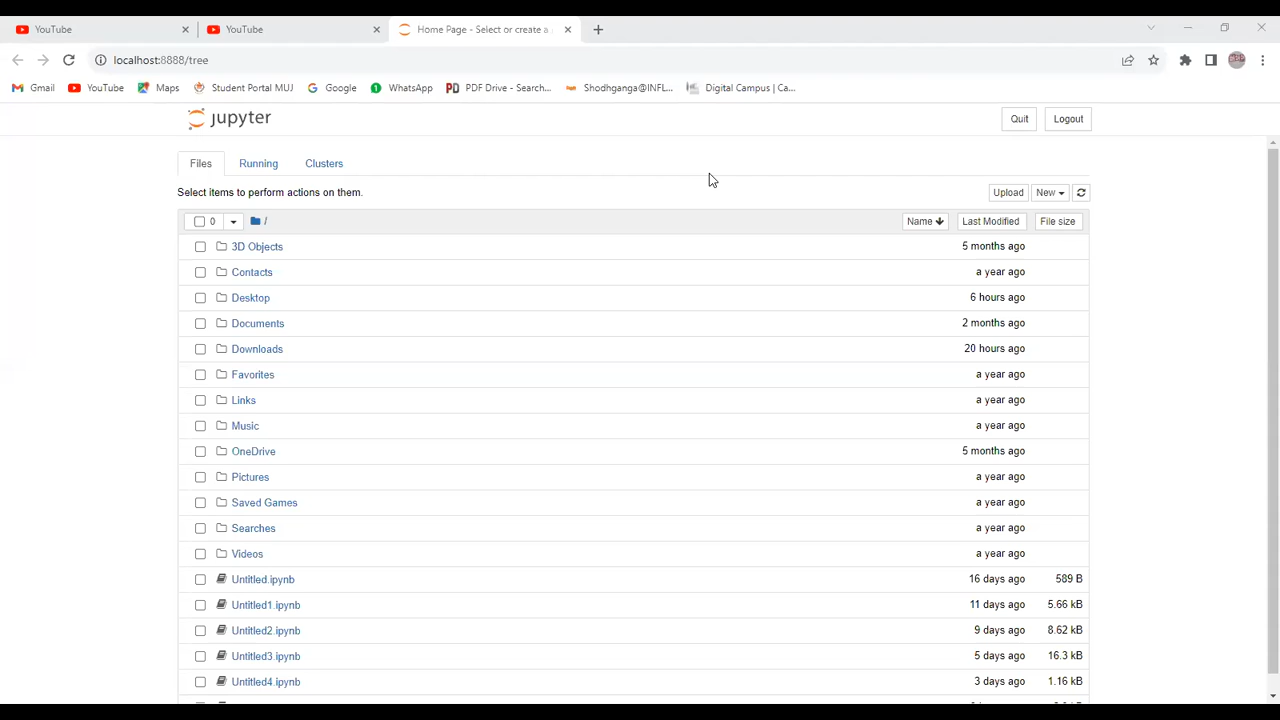 YouTube YouTube Home Page - Select or create a
localhost:8888/tree
Gmail YouTube Maps Student Portal MUJ Google WhatsApp PDF Drive - Search... Shodhganga@INFL... Digital Campus | (Ca...
jupyter Quit Logout
Files Running Clusters
Select items to perform actions on them. Upload New
0 / Name Last Modified File size
3D Objects 5 months ago
Contacts a year ago
Desktop 6 hours ago
Documents 2 months ago
Downloads 20 hours ago
Favorites a year ago
Links a year ago
Music a year ago
OneDrive 5 months ago
Pictures a year ago
Saved Games a year ago
Searches a year ago
Videos a year ago
Untitled.ipynb 16 days ago 589 B
Untitled1.ipynb 11 days ago 5.66 kB
Untitled2.ipynb 9 days ago 8.62 kB
Untitled3.ipynb 5 days ago 16.3 kB
Untitled4.ipynb 3 days ago 1.16 kB